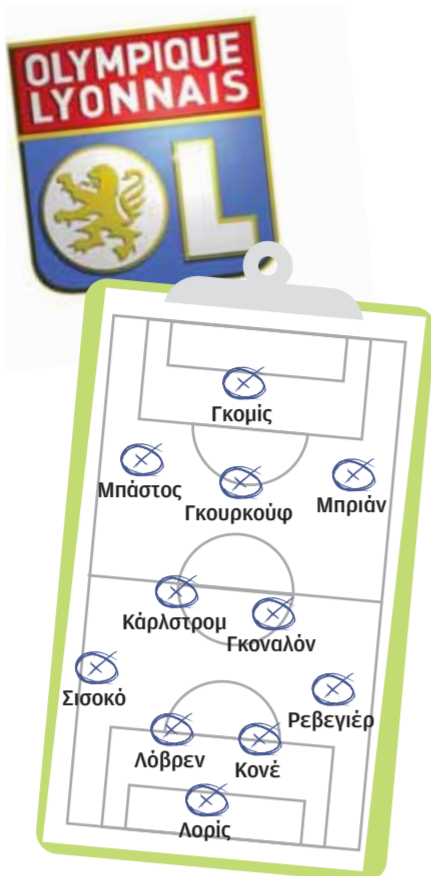 OLYMPIQUE
LYONNAIS
OL
Γκομίς
Μπάστος
Γκουρκούφ
Μπριάν
Κάρλστρομ
Γκοναλόν
Σισοκό
Ρεβεγιέρ
Λόβρεν
Κονέ
Λορίς